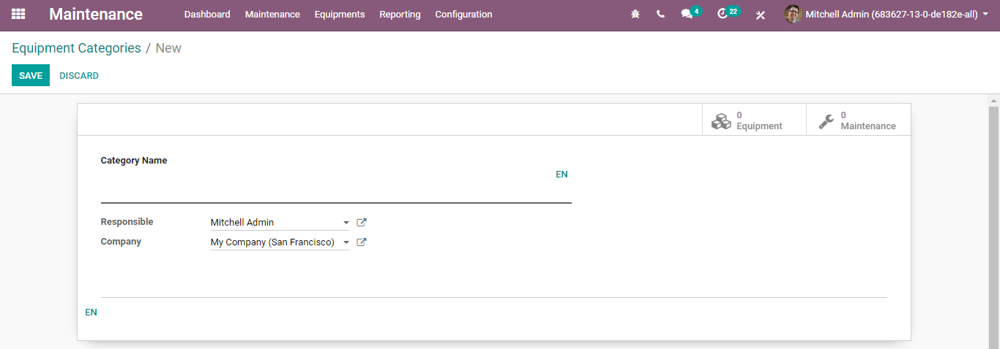 Maintenance Dashboard Maintenance Equipments Reporting Configuration 4 22 Mitchell Admin (683627-13-0-de182e-all)
Equipment Categories / New
SAVE DISCARD
0 Equipment
0 Maintenance
Category Name
EN
Responsible Mitchell Admin
Company My Company (San Francisco)
EN